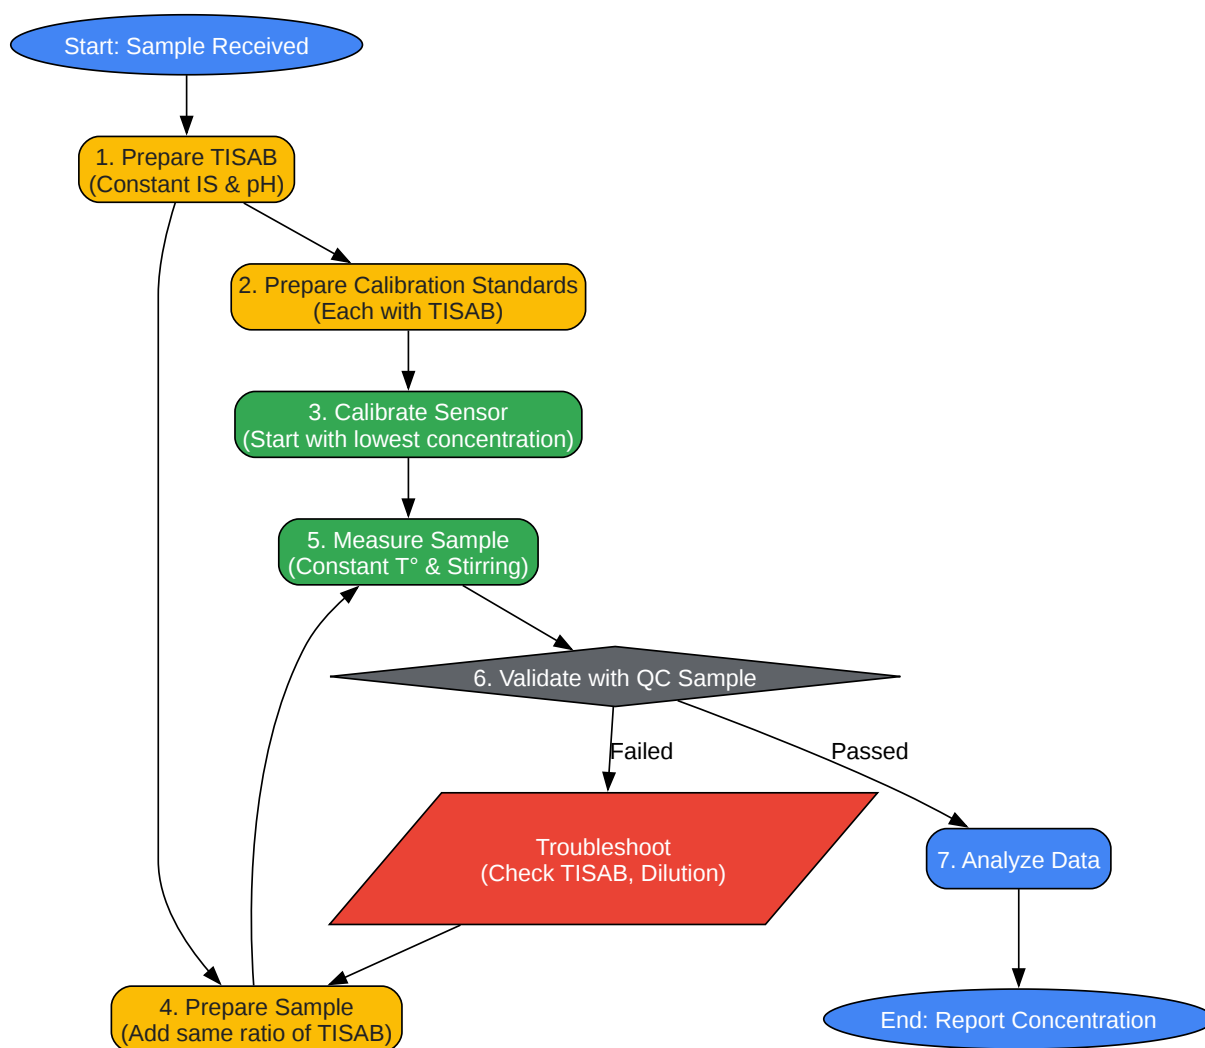 Start: Sample Received
1. Prepare TISAB
(Constant IS & pH)
2. Prepare Calibration Standards
(Each with TISAB)
3. Calibrate Sensor
(Start with lowest concentration)
5. Measure Sample
(Constant T° & Stirring)
6. Validate with QC Sample
Failed
Passed
Troubleshoot
(Check TISAB, Dilution)
7. Analyze Data
4. Prepare Sample
(Add same ratio of TISAB)
End: Report Concentration